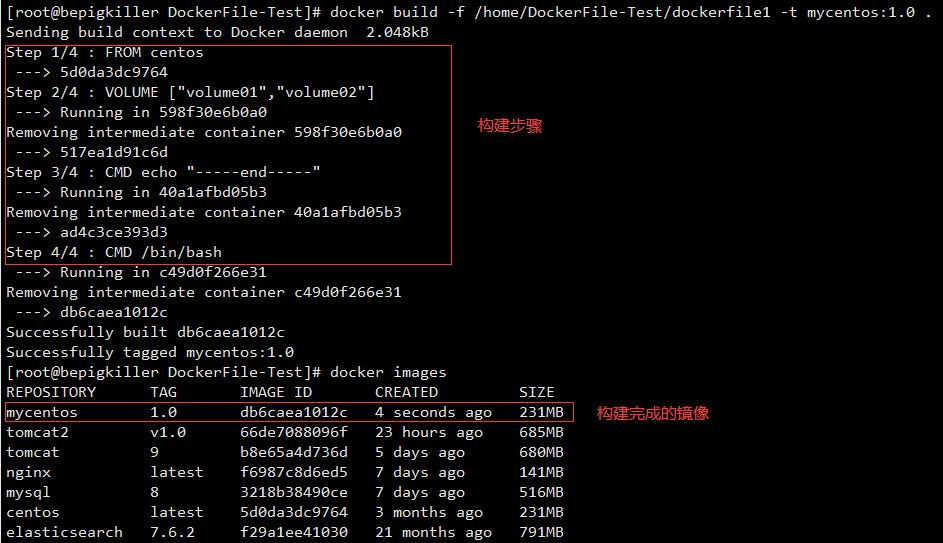 [root@bepigkiller DockerFile-Test]# docker build -f /home/DockerFile-Test/dockerfile1 -t mycentos:1.0 .
Sending build context to Docker daemon  2.048kB
Step 1/4 : FROM centos
 ---> 5d0da3dc9764
Step 2/4 : VOLUME ["volume01","volume02"]
 ---> Running in 598f30e6b0a0
构建步骤
Removing intermediate container 598f30e6b0a0
 ---> 517ea1d91c6d
Step 3/4 : CMD echo "-----end-----"
 ---> Running in 40a1afbd05b3
Removing intermediate container 40a1afbd05b3
 ---> ad4c3ce393d3
Step 4/4 : CMD /bin/bash
 ---> Running in c49d0f266e31
Removing intermediate container c49d0f266e31
 ---> db6caea1012c
Successfully built db6caea1012c
Successfully tagged mycentos:1.0
[root@bepigkiller DockerFile-Test]# docker images
REPOSITORY      TAG       IMAGE ID       CREATED         SIZE
mycentos        1.0       db6caea1012c   4 seconds ago   231MB 构建完成的镜像
tomcat2         v1.0      66de7088096f   23 hours ago    685MB
tomcat          9         b8e65a4d736d   5 days ago      680MB
nginx           latest    f6987c8d6ed5   7 days ago      141MB
mysql           8         3218b38490ce   7 days ago      516MB
centos          latest    5d0da3dc9764   3 months ago    231MB
elasticsearch   7.6.2     f29a1ee41030   21 months ago   791MB